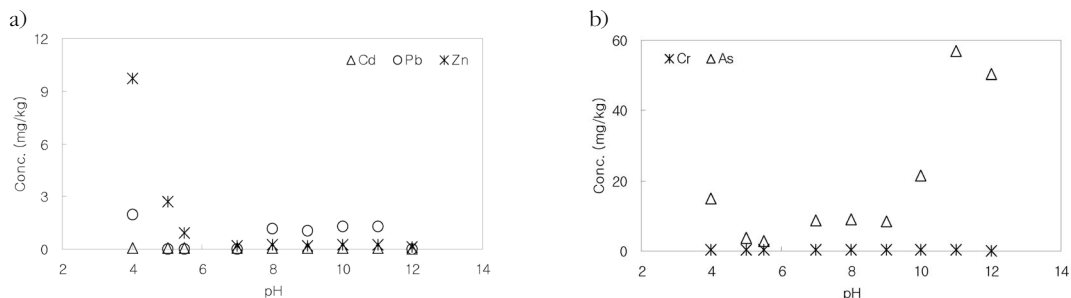 a)
12
9
6
3
0
Conc. (mg/kg)
△Cd ○Pb ✳Zn
2 4 6 8 10 12 14
pH
b)
60
40
20
0
Conc. (mg/kg)
✳Cr △As
2 4 6 8 10 12 14
pH